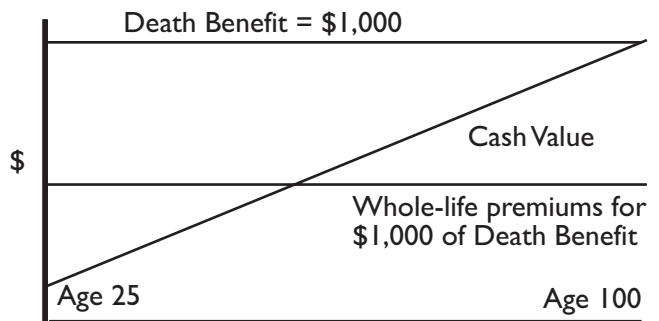 Death Benefit = $1,000
Cash Value
$
Whole-life premiums for
$1,000 of Death Benefit
Age 25
Age 100